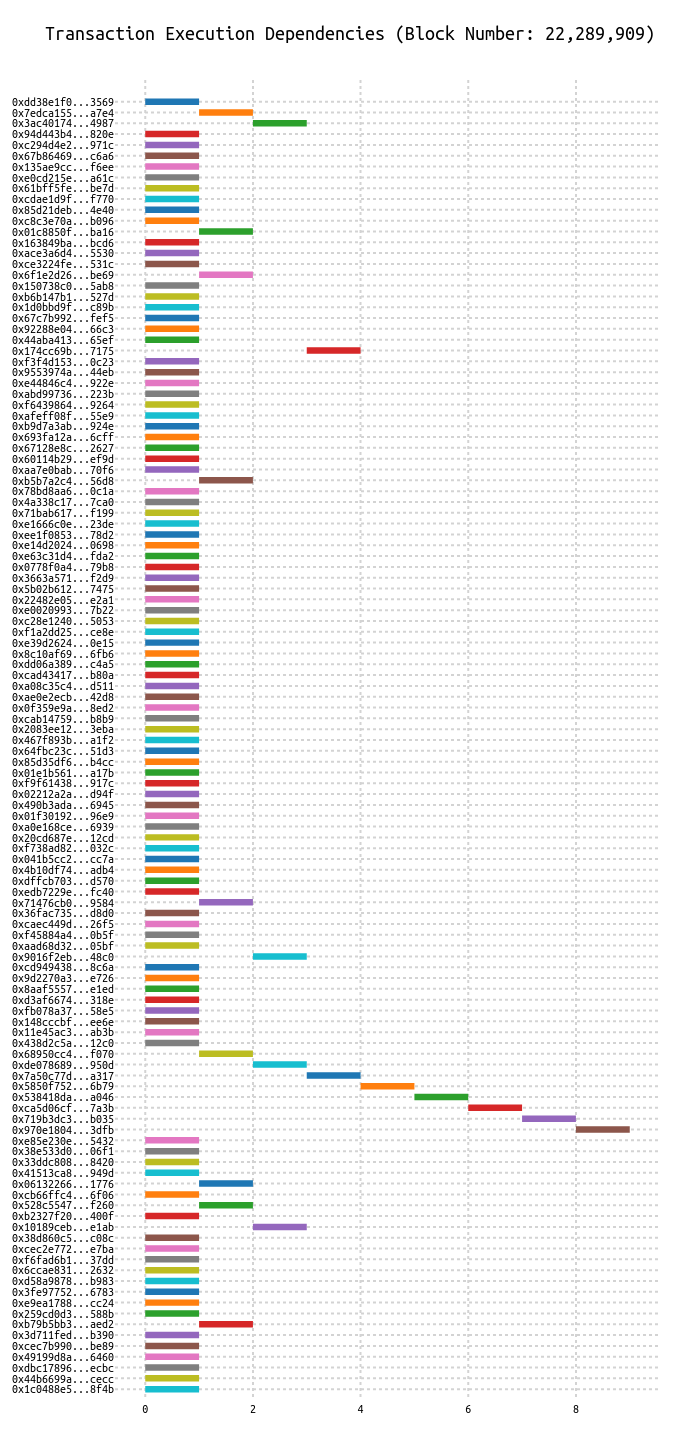 Transaction Execution Dependencies (Block Number: 22,289,909)
0xdd38e1f0...3569
0x7edca155...a7e4
0x3ac40174...4987
0x94d443b4...820e
0xc294d4e2...971c
0x67b86469...c6a6
0x135ae9cc...f6ee
0xe0cd215e...a61c
0x61bff5fe...be7d
0xcdae1d9f...f770
0x85d21deb...4e40
0xc8c3e70a...b096
0x01c8850f...ba16
0x163849ba...bcd6
0xace3a6d4...5530
0xce3224fe...531c
0x6f1e2d26...be69
0x150738c0...5ab8
0xb6b147b1...527d
0x1d0bbd9f...c89b
0x67c7b992...fef5
0x92288e04...66c3
0x44aba413...65ef
0x174cc69b...7175
0xf3f4d153...0c23
0x9553974a...44eb
0xe44846c4...922e
0xabd99736...223b
0xf6439864...9264
0xafeff08f...55e9
0xb9d7a3ab...924e
0x693fa12a...6cff
0x67128e8c...2627
0x60114b29...ef9d
0xaa7e0bab...70f6
0xb5b7a2c4...56d8
0x78bd8aa6...0c1a
0x4a338c17...7ca0
0x71bab617...f199
0xe1666c0e...23de
0xee1f0853...78d2
0xe14d2024...0698
0xe63c31d4...fda2
0x0778f0a4...79b8
0x3663a571...f2d9
0x5b02b612...7475
0x22482e05...e2a1
0xe0020993...7b22
0xc28e1240...5053
0xf1a2dd25...ce8e
0xe39d2624...0e15
0x8c10af69...6fb6
0xdd06a389...c4a5
0xcad43417...b80a
0xa08c35c4...d511
0xae0e2ecb...42d8
0x0f359e9a...8ed2
0xcab14759...b8b9
0x2083ee12...3eba
0x467f893b...a1f2
0x64fbc23c...51d3
0x85d35df6...b4cc
0x01e1b561...a17b
0xf9f61438...917c
0x02212a2a...d94f
0x490b3ada...6945
0x01f30192...96e9
0xa0e168ce...6939
0x20cd687e...12cd
0xf738ad82...032c
0x041b5cc2...cc7a
0x4b10df74...adb4
0xdffcb703...d570
0xedb7229e...fc40
0x71476cb0...9584
0x36fac735...d8d0
0xcaec449d...26f5
0xf45884a4...0b5f
0xaad68d32...05bf
0x9016f2eb...48c0
0xcd949438...8c6a
0x9d2270a3...e726
0x8aaf5557...e1ed
0xd3af6674...318e
0xfb078a37...58e5
0x148cccbf...ee6e
0x11e45ac3...ab3b
0x438d2c5a...12c0
0x68950cc4...f070
0xde078689...950d
0x7a50c77d...a317
0x5850f752...6b79
0x538418da...a046
0xca5d06cf...7a3b
0x719b3dc3...b035
0x970e1804...3dfb
0xe85e230e...5432
0x38e533d0...06f1
0x33ddc808...8420
0x41513ca8...949d
0x06132266...1776
0xcb66ffc4...6f06
0x528c5547...f260
0xb2327f20...400f
0x10189ceb...e1ab
0x38d860c5...c08c
0xcec2e772...e7ba
0xf6fad6b1...37dd
0x6ccae831...2632
0xd58a9878...b983
0x3fe97752...6783
0xe9ea1788...cc24
0x259cd0d3...588b
0xb79b5bb3...aed2
0x3d711fed...b390
0xcec7b990...be89
0x49199d8a...6460
0xdbc17896...ecbc
0x44b6699a...cecc
0x1c0488e5...8f4b
0 2 4 6 8